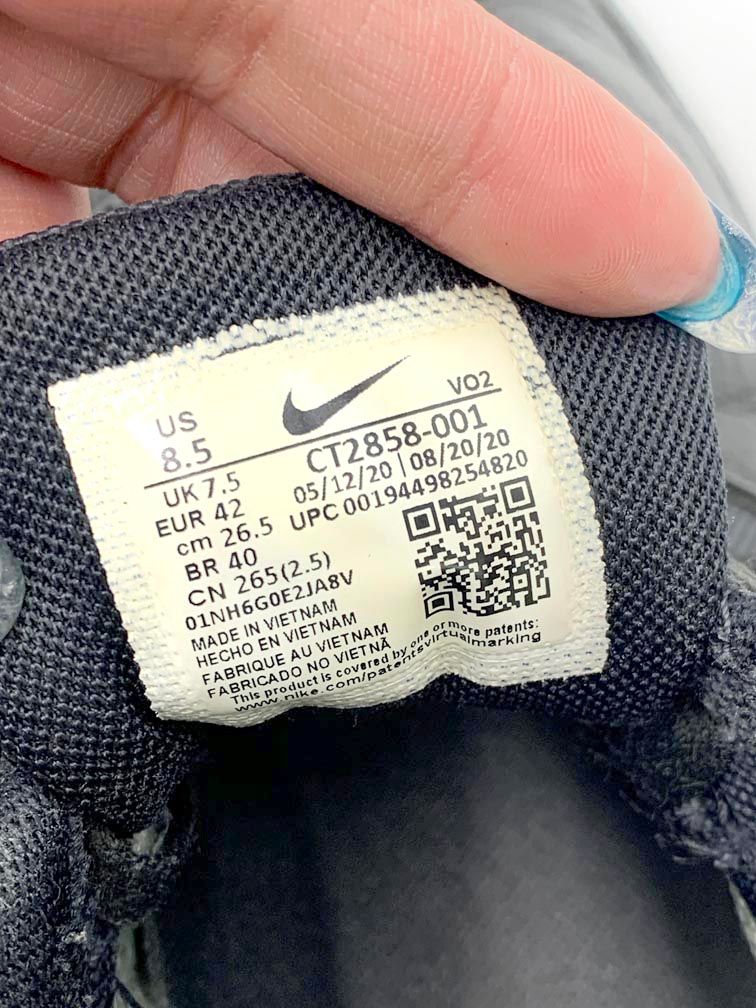 US
8.5
VO2
CT2858-001
UK 7.5
05/12/20 | 08/20/20
EUR 42
UPC 00194498254820
cm 26.5
BR 40
CN 265(2.5)
01NH6G0E2JA8V
MADE IN VIETNAM
HECHO EN VIETNAM
FABRIQUE AU VIETNAM
FABRICADO NO VIETNÃ
This product is covered by one or more patents:
www.nike.com/patentsvirtualmarking